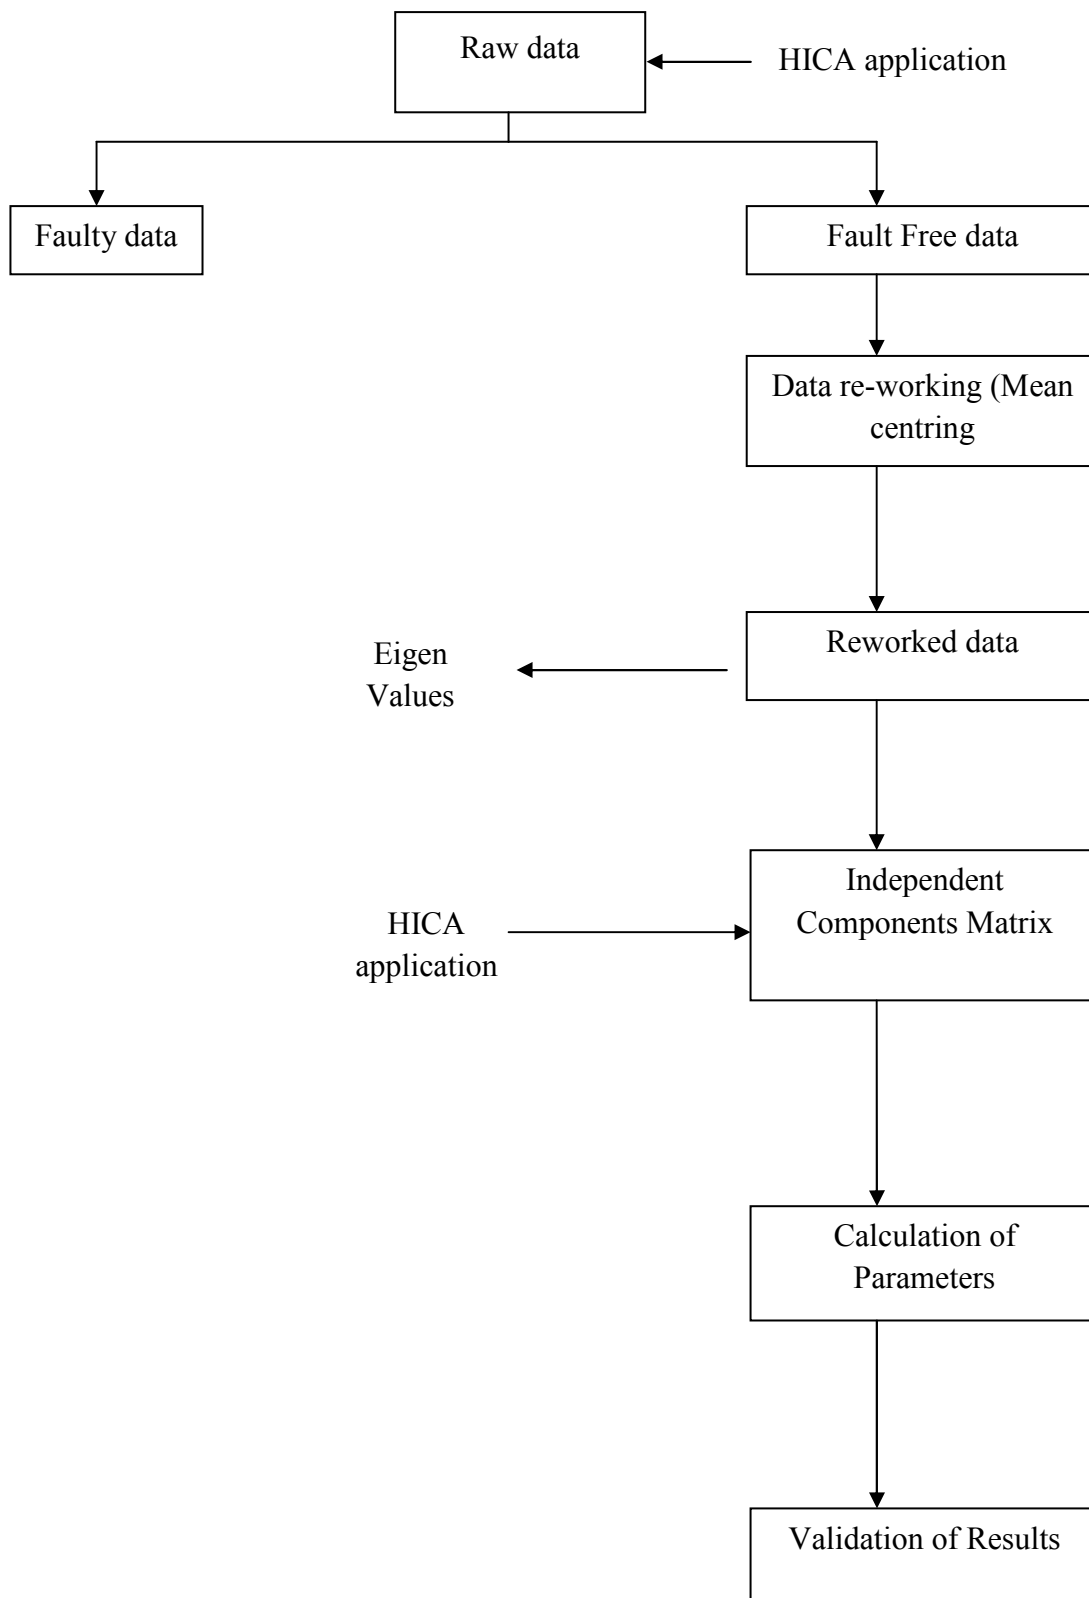 Raw data
HICA application
Faulty data
Fault Free data
Data re-working (Mean
centring
Reworked data
Eigen
Values
Independent
Components Matrix
HICA
application
Calculation of
Parameters
Validation of Results